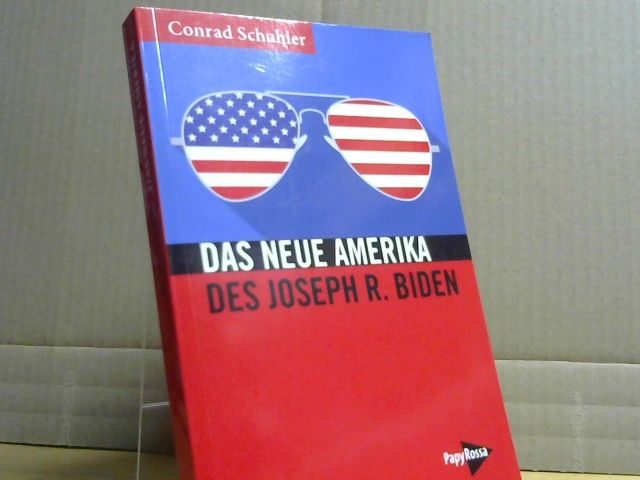 Conrad Schuhler
DAS NEUE AMERIKA
DES JOSEPH R. BIDEN
PapyRossa